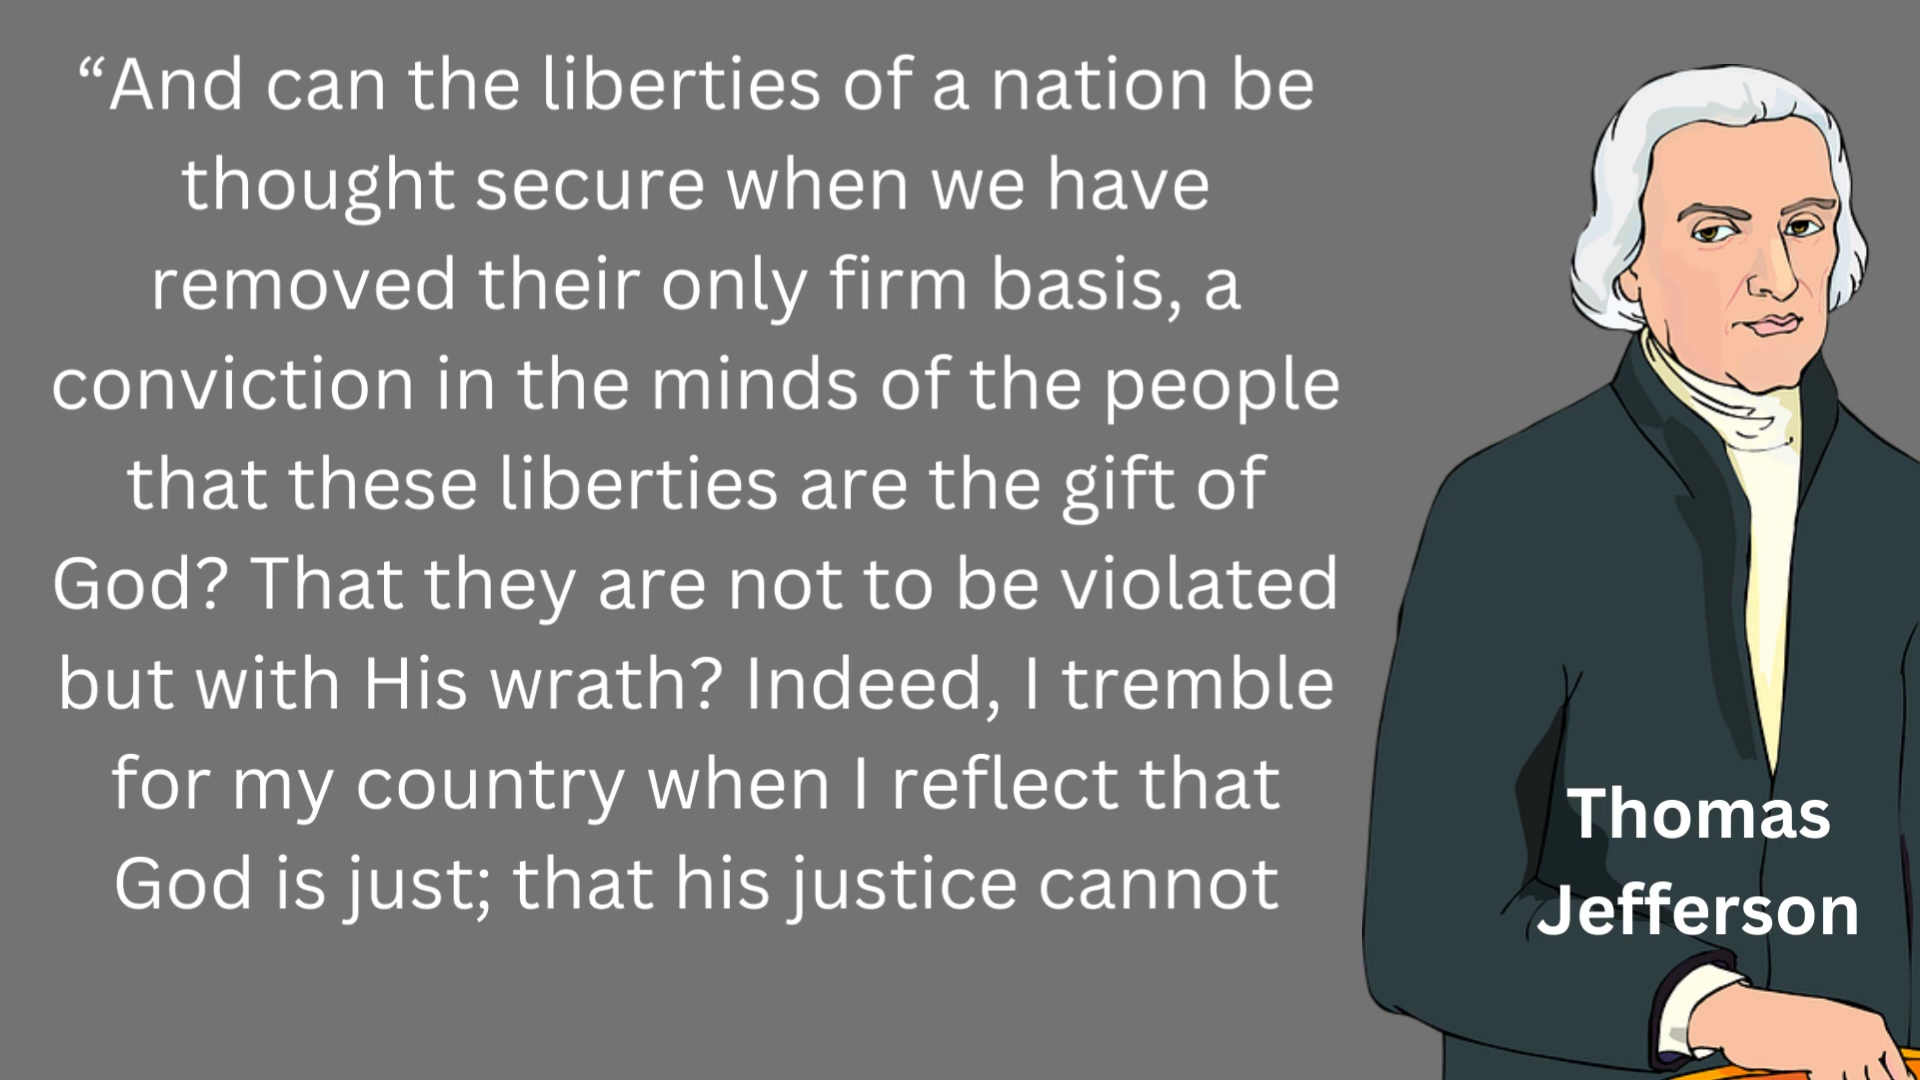 “And can the liberties of a nation be
thought secure when we have
removed their only firm basis, a
conviction in the minds of the people
that these liberties are the gift of
God? That they are not to be violated
but with His wrath? Indeed, I tremble
for my country when I reflect that
God is just; that his justice cannot
Thomas
Jefferson